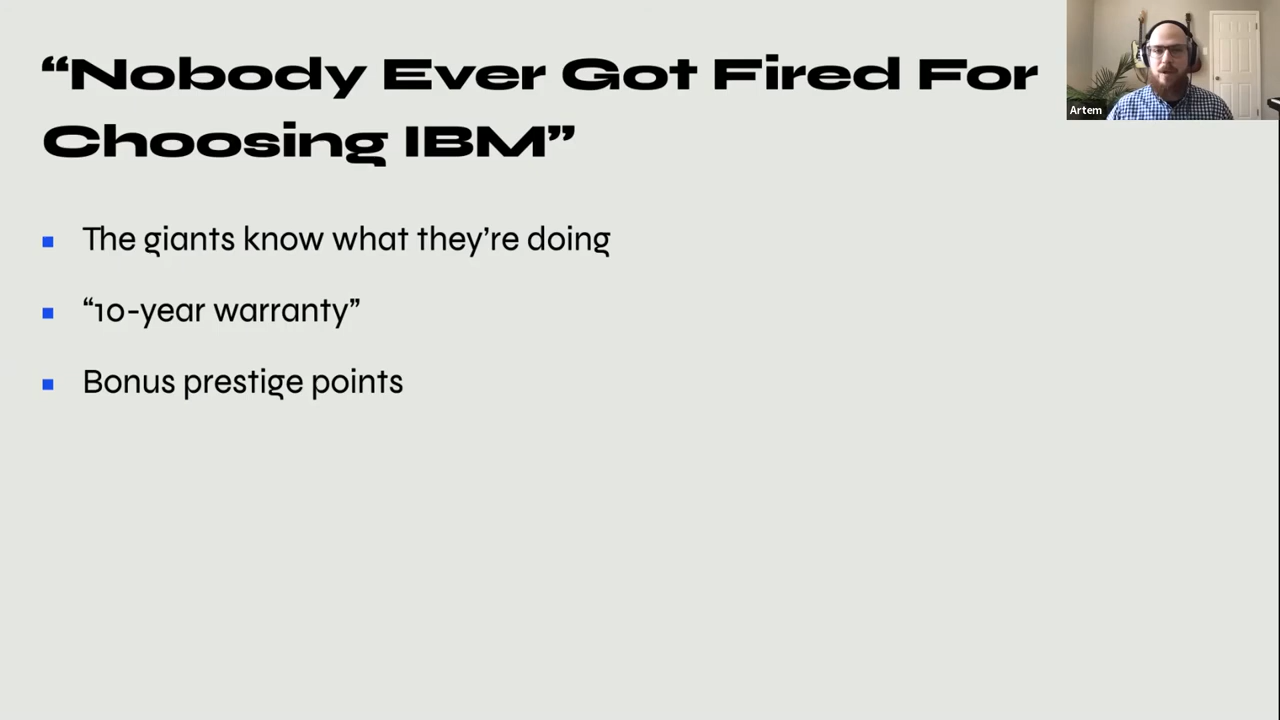 “Nobody Ever Got Fired For
Choosing IBM”
The giants know what they’re doing
“10-year warranty”
Bonus prestige points
Artem